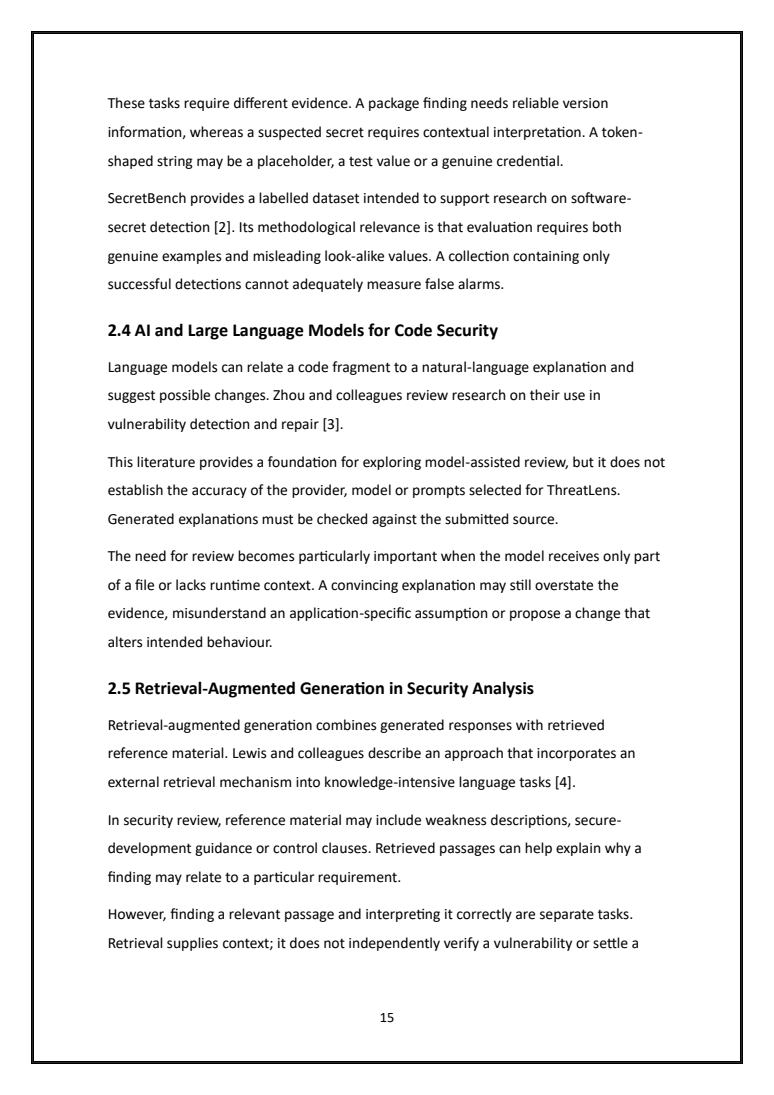 These tasks require different evidence. A package finding needs reliable version
information, whereas a suspected secret requires contextual interpretation. A token-
shaped string may be a placeholder, a test value or a genuine credential.
SecretBench provides a labelled dataset intended to support research on software-
secret detection [2]. Its methodological relevance is that evaluation requires both
genuine examples and misleading look-alike values. A collection containing only
successful detections cannot adequately measure false alarms.
2.4 AI and Large Language Models for Code Security
Language models can relate a code fragment to a natural-language explanation and
suggest possible changes. Zhou and colleagues review research on their use in
vulnerability detection and repair [3].
This literature provides a foundation for exploring model-assisted review, but it does not
establish the accuracy of the provider, model or prompts selected for ThreatLens.
Generated explanations must be checked against the submitted source.
The need for review becomes particularly important when the model receives only part
of a file or lacks runtime context. A convincing explanation may still overstate the
evidence, misunderstand an application-specific assumption or propose a change that
alters intended behaviour.
2.5 Retrieval-Augmented Generation in Security Analysis
Retrieval-augmented generation combines generated responses with retrieved
reference material. Lewis and colleagues describe an approach that incorporates an
external retrieval mechanism into knowledge-intensive language tasks [4].
In security review, reference material may include weakness descriptions, secure-
development guidance or control clauses. Retrieved passages can help explain why a
finding may relate to a particular requirement.
However, finding a relevant passage and interpreting it correctly are separate tasks.
Retrieval supplies context; it does not independently verify a vulnerability or settle a
15